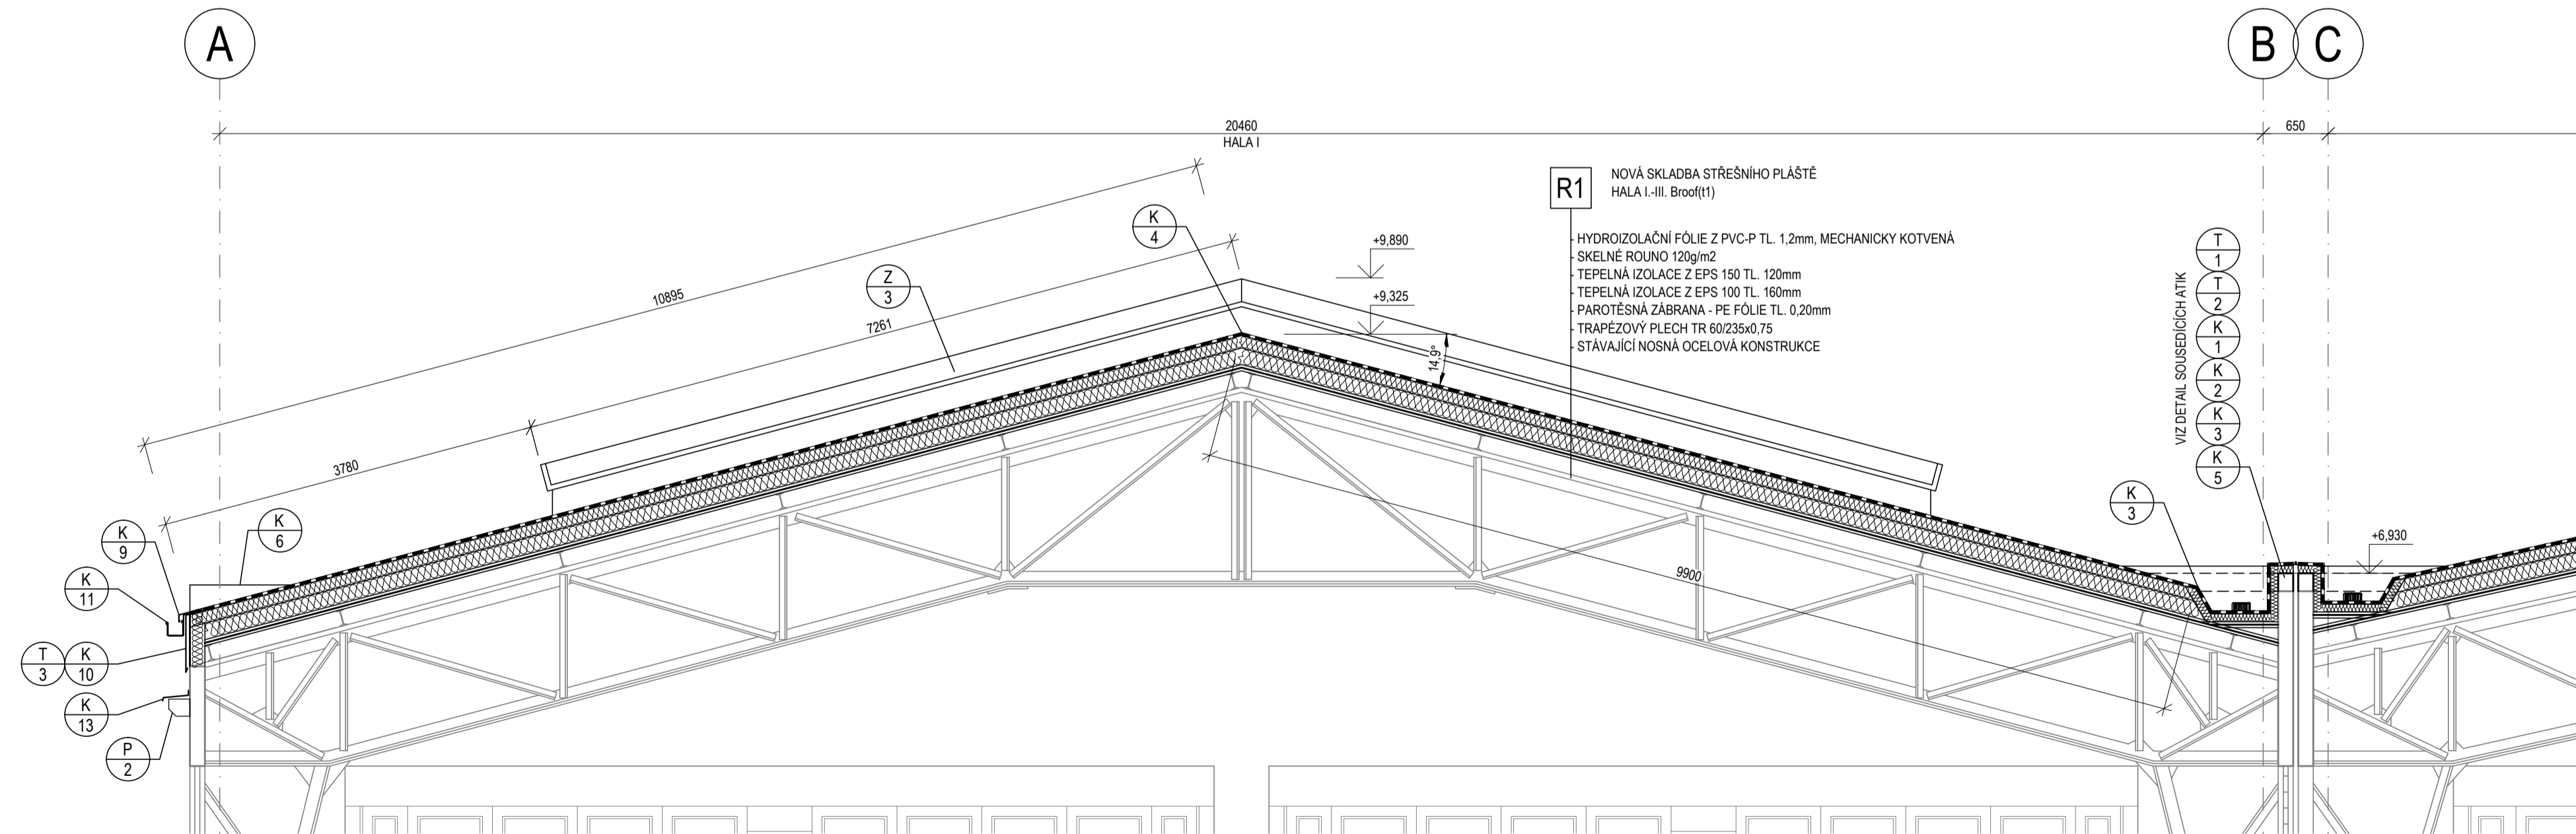 A
B
C
20460
HALA I
650
10895
7261
3780
K
4
Z
3
+9,890
+9,325
14,9°
R1
NOVÁ SKLADBA STŘEŠNÍHO PLÁŠTĚ
HALA I.-III. Broof(t1)
- HYDROIZOLAČNÍ FÓLIE Z PVC-P TL. 1,2mm, MECHANICKY KOTVENÁ
- SKELNÉ ROUNO 120g/m2
- TEPELNÁ IZOLACE Z EPS 150 TL. 120mm
- TEPELNÁ IZOLACE Z EPS 100 TL. 160mm
- PAROTĚSNÁ ZÁBRANA - PE FÓLIE TL. 0,20mm
- TRAPÉZOVÝ PLECH TR 60/235x0,75
- STÁVAJÍCÍ NOSNÁ OCELOVÁ KONSTRUKCE
VIZ DETAIL SOUSEDÍCÍCH ATIK
T
1
T
2
K
1
K
2
K
3
K
5
K
3
+6,930
9900
K
6
K
9
K
11
T
3
K
10
K
13
P
2